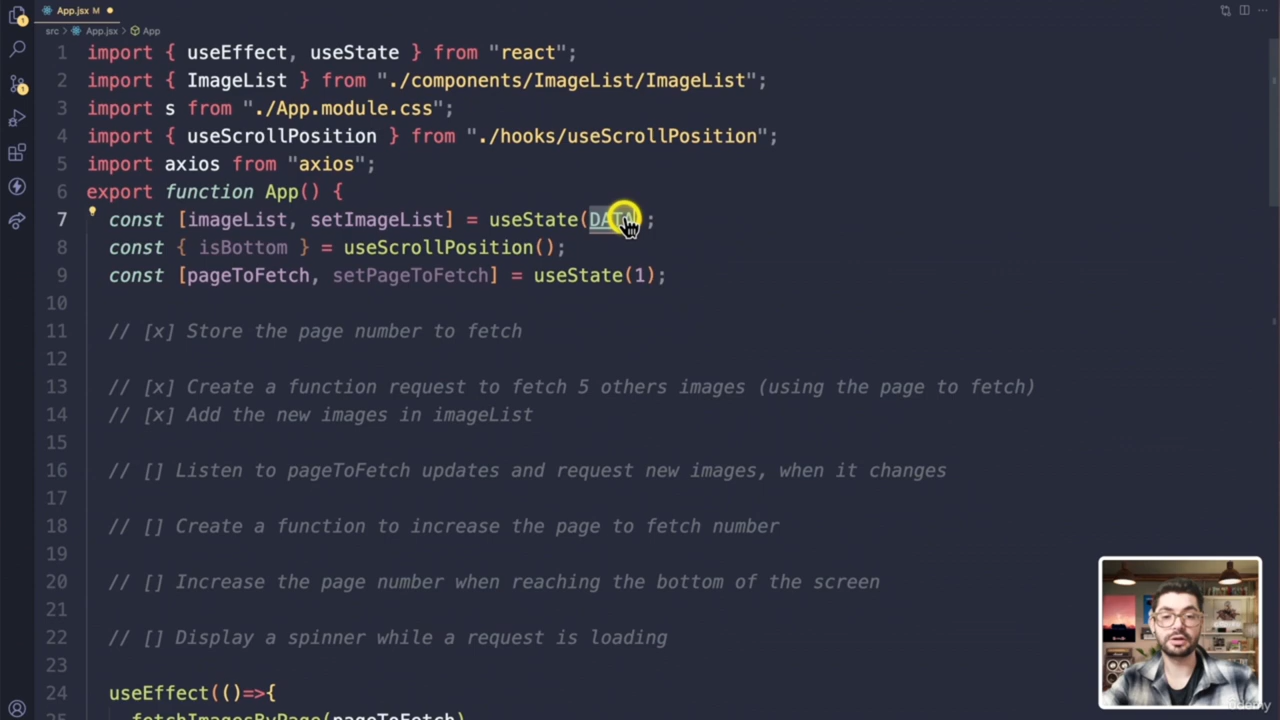 App.jsx M
src > App.jsx > App
1 import { useEffect, useState } from "react";
2 import { ImageList } from "./components/ImageList/ImageList";
3 import s from "./App.module.css";
4 import { useScrollPosition } from "./hooks/useScrollPosition";
5 import axios from "axios";
6 export function App() {
7 const [imageList, setImageList] = useState(DATA);
8 const { isBottom } = useScrollPosition();
9 const [pageToFetch, setPageToFetch] = useState(1);
10
11 // [x] Store the page number to fetch
12
13 // [x] Create a function request to fetch 5 others images (using the page to fetch)
14 // [x] Add the new images in imageList
15
16 // [] Listen to pageToFetch updates and request new images, when it changes
17
18 // [] Create a function to increase the page to fetch number
19
20 // [] Increase the page number when reaching the bottom of the screen
21
22 // [] Display a spinner while a request is loading
23
24 useEffect(()=>{
25 fetchImagesByPage(pageToFetch)